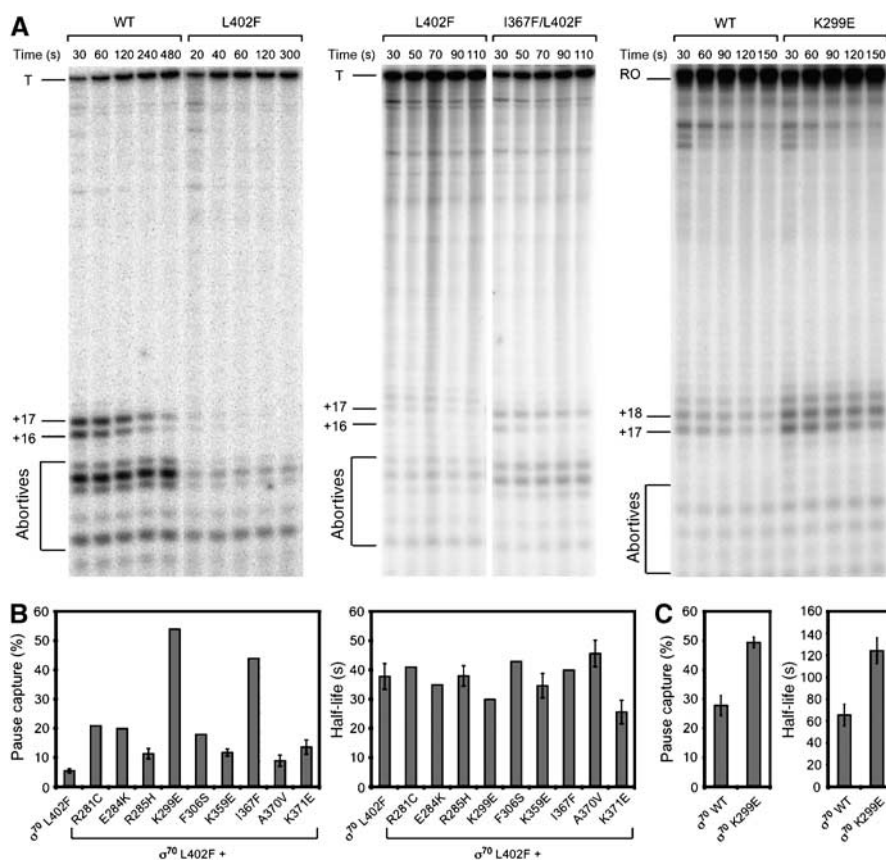 A
WT L402F
Time (s) 30 60 120 240 480 20 40 60 120 300
T
+17
+16
Abortives
L402F I367F/L402F
Time (s) 30 50 70 90 110 30 50 70 90 110
T
+17
+16
Abortives
WT K299E
Time (s) 30 60 90 120 150 30 60 90 120 150
RO
+18
+17
Abortives
B
Pause capture (%)
60
50
40
30
20
10
0
σ70 L402F R281C E284K R285H K299E F306S K359E I367F A370V K371E
σ70 L402F +
Half-life (s)
60
50
40
30
20
10
0
σ70 L402F R281C E284K R285H K299E F306S K359E I367F A370V K371E
σ70 L402F +
C
Pause capture (%)
60
50
40
30
20
10
0
σ70 WT σ70 K299E
Half-life (s)
160
140
120
100
80
60
40
20
0
σ70 WT σ70 K299E